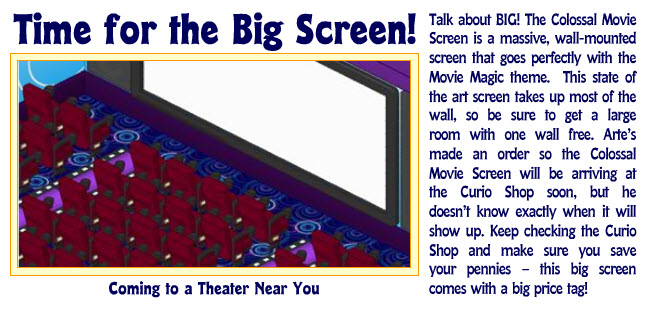 Time for the Big Screen!
Talk about BIG! The Colossal Movie
Screen is a massive, wall-mounted
screen that goes perfectly with the
Movie Magic theme. This state of
the art screen takes up most of the
wall, so be sure to get a large
room with one wall free. Arte's
made an order so the Colossal
Movie Screen will be arriving at
the Curio Shop soon, but he
doesn't know exactly when it will
show up. Keep checking the Curio
Shop and make sure you save
your pennies – this big screen
comes with a big price tag!
Coming to a Theater Near You